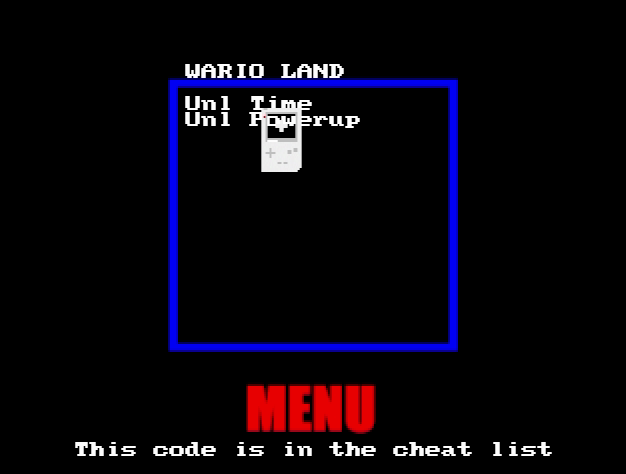 WARIO LAND
Unl Time
Unl Powerup
MENU
This code is in the cheat list